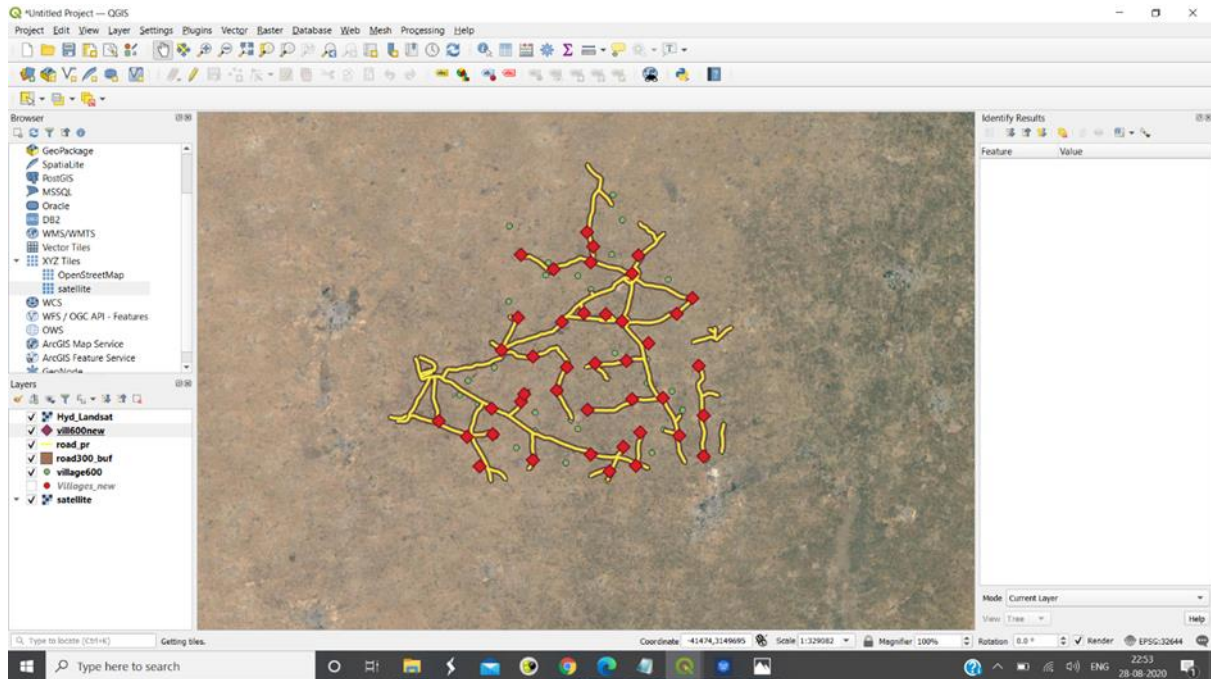 *Untitled Project — QGIS
Project Edit View Layer Settings Plugins Vector Raster Database Web Mesh Processing Help
Browser
GeoPackage
SpatiaLite
PostGIS
MSSQL
Oracle
DB2
WMS/WMTS
Vector Tiles
XYZ Tiles
OpenStreetMap
satellite
WCS
WFS / OGC API - Features
OWS
ArcGIS Map Service
ArcGIS Feature Service
GeoNode
Layers
Hyd_Landsat
vill600new
road_pr
road300_buf
village600
Villages_new
satellite
Identify Results
Feature Value
Mode Current Layer
View Tree Help
Type to locate (Ctrl+K) Getting tiles. Coordinate -41474,3149695 Scale 1:329082 Magnifier 100% Rotation 0.0 ° Render EPSG:32644
Type here to search ENG 22:53
28-08-2020